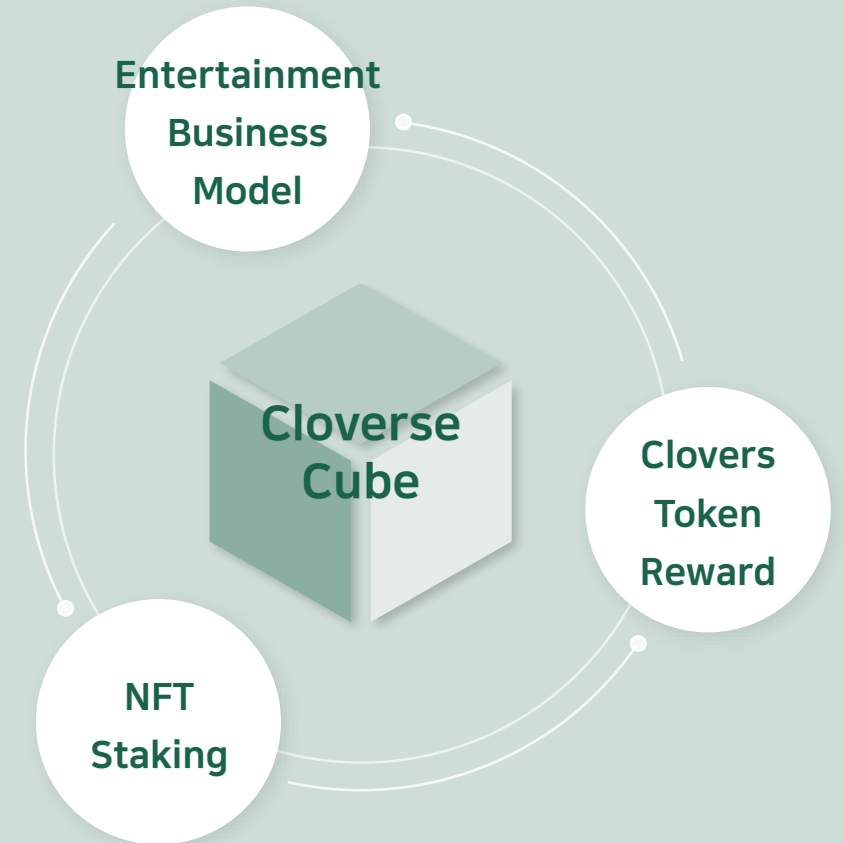 Entertainment
Business
Model
Cloverse
Cube
Clovers
Token
Reward
NFT
Staking